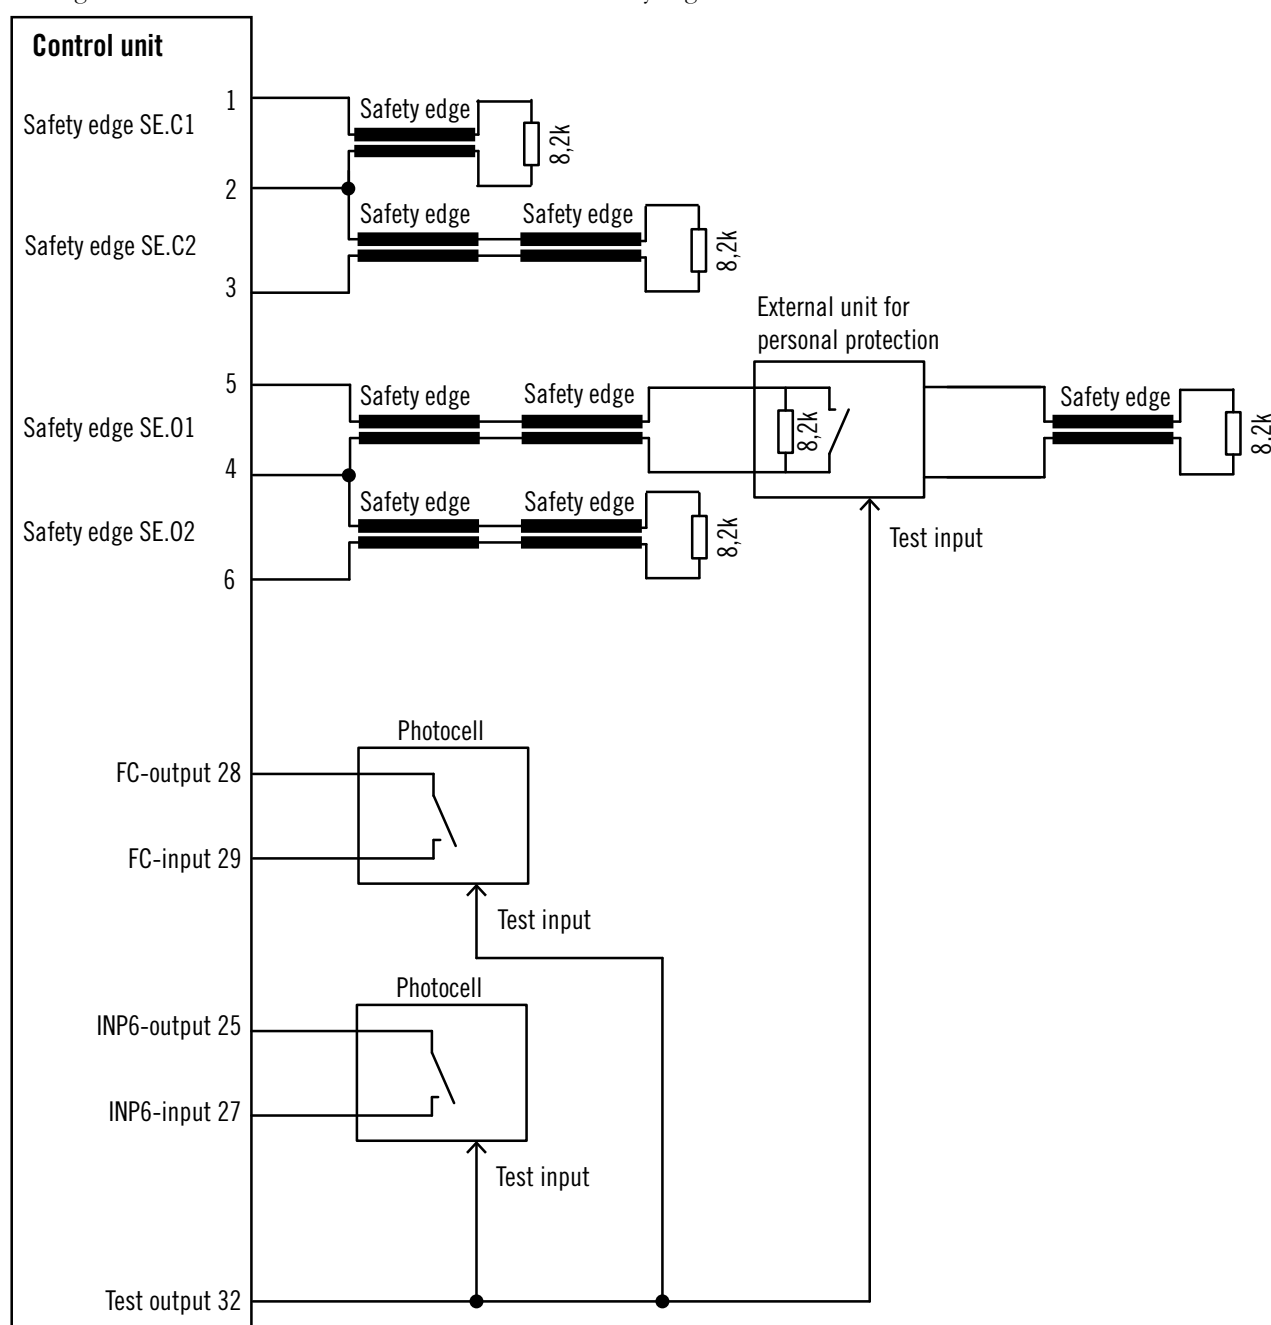 Control unit
1
Safety edge
Safety edge SE.C1
8,2k
2
Safety edge Safety edge
Safety edge SE.C2
8,2k
3
External unit for
personal protection
5
Safety edge Safety edge
Safety edge
Safety edge SE.O1
8,2k
8.2k
4
Safety edge Safety edge
Safety edge SE.O2
8,2k
Test input
6
Photocell
FC-output 28
FC-input 29
Test input
Photocell
INP6-output 25
INP6-input 27
Test input
Test output 32